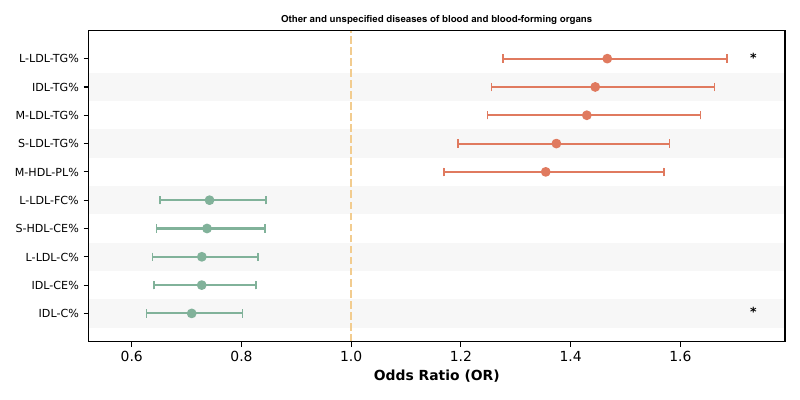 Other and unspecified diseases of blood and blood-forming organs
L-LDL-TG% *
IDL-TG%
M-LDL-TG%
S-LDL-TG%
M-HDL-PL%
L-LDL-FC%
S-HDL-CE%
L-LDL-C%
IDL-CE%
IDL-C% *
0.6 0.8 1.0 1.2 1.4 1.6
Odds Ratio (OR)